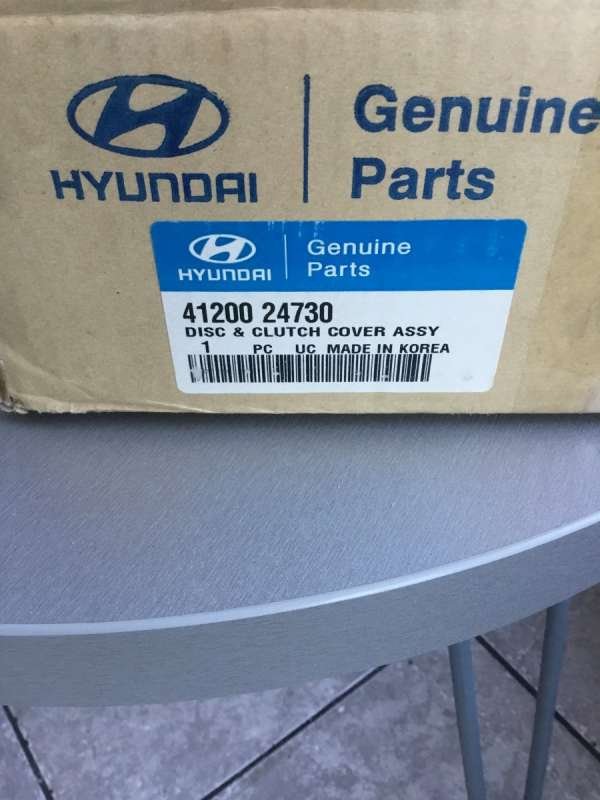 Genuine
HYUNDAI
Parts
HYUNDAI
Genuine
Parts
41200 24730
DISC & CLUTCH COVER ASSY
1 PC UC MADE IN KOREA